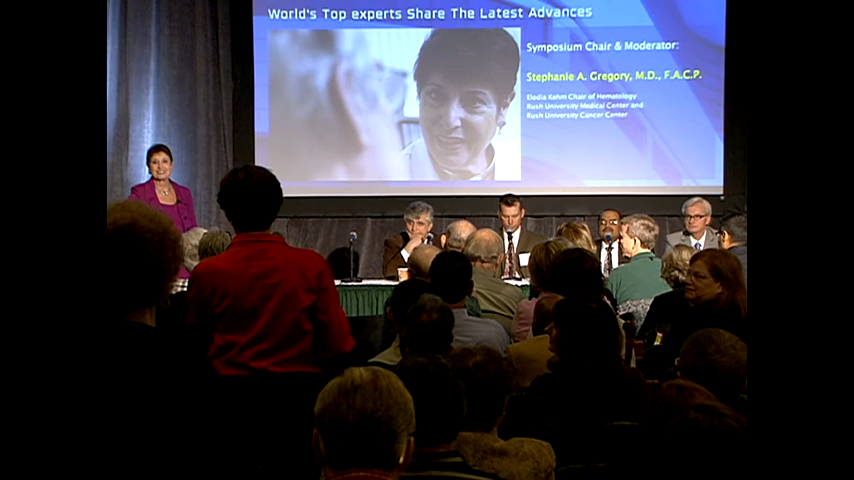 World's Top experts Share The Latest Advances
Symposium Chair & Moderator:
Stephanie A. Gregory, M.D., F.A.C.P.
Elodia Kehm Chair of Hematology
Rush University Medical Center and
Rush University Cancer Center